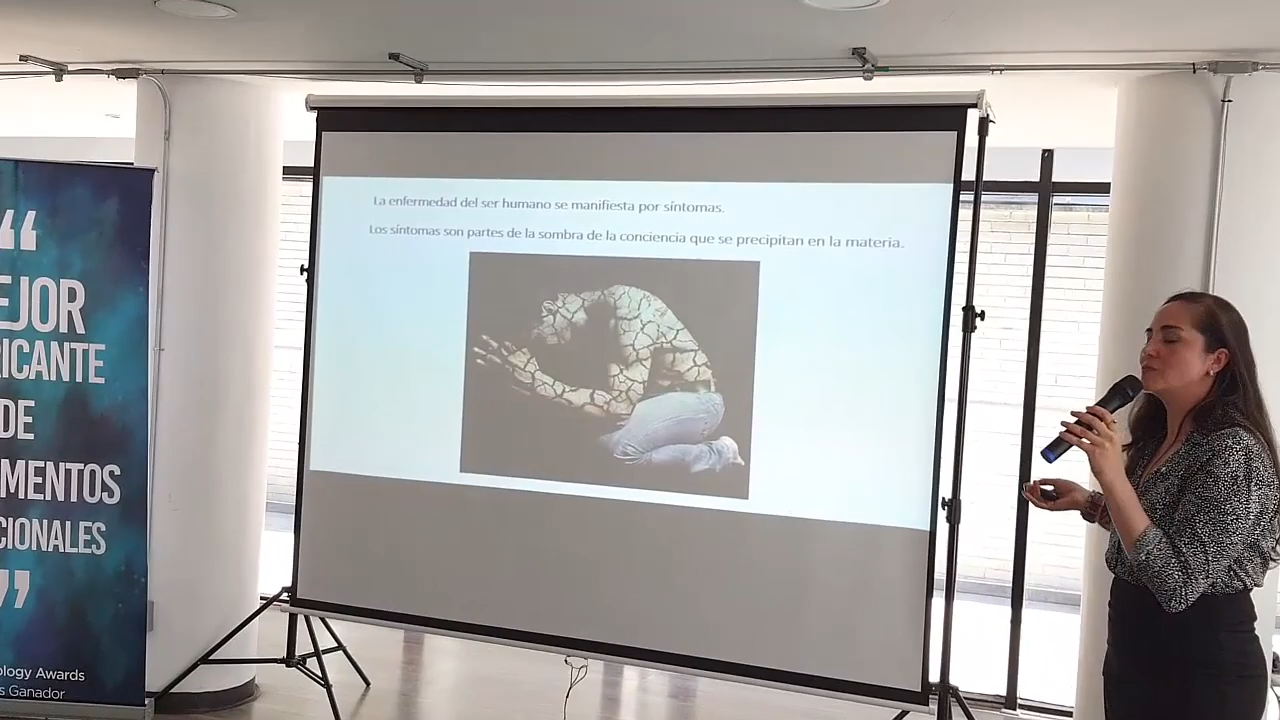 “
EJOR
RICANTE
DE
MENTOS
CIONALES
”
ology Awards
s Ganador
La enfermedad del ser humano se manifiesta por síntomas.
Los síntomas son partes de la sombra de la conciencia que se precipitan en la materia.